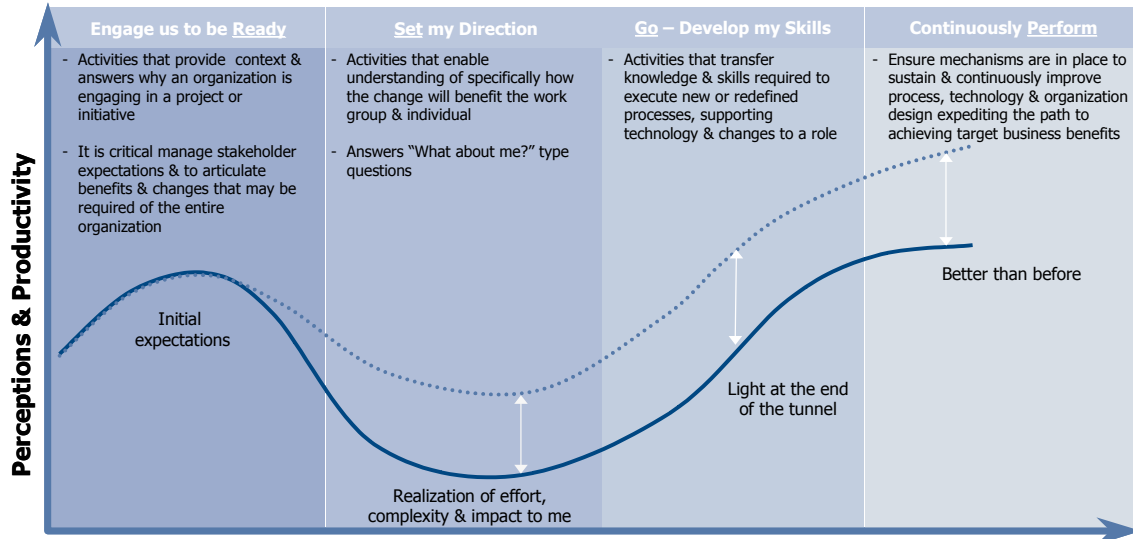 Engage us to be Ready
- Activities that provide context &
answers why an organization is
engaging in a project or
initiative
- It is critical manage stakeholder
expectations & to articulate
benefits & changes that may be
required of the entire
organization
Set my Direction
- Activities that enable
understanding of specifically how
the change will benefit the work
group & individual
- Answers “What about me?” type
questions
Go – Develop my Skills
- Activities that transfer
knowledge & skills required to
execute new or redefined
processes, supporting
technology & changes to a role
Continuously Perform
- Ensure mechanisms are in place to
sustain & continuously improve
process, technology & organization
design expediting the path to
achieving target business benefits
Perceptions & Productivity
Initial
expectations
Realization of effort,
complexity & impact to me
Light at the end
of the tunnel
Better than before